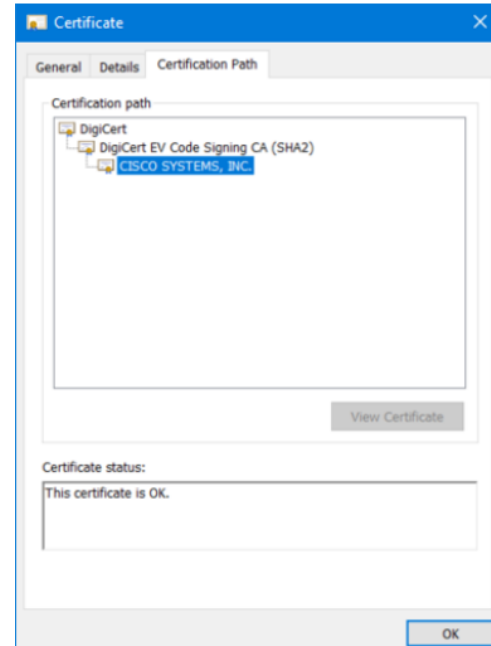 Certificate
General Details Certification Path
Certification path
DigiCert
DigiCert EV Code Signing CA (SHA2)
CISCO SYSTEMS, INC.
View Certificate
Certificate status:
This certificate is OK.
OK